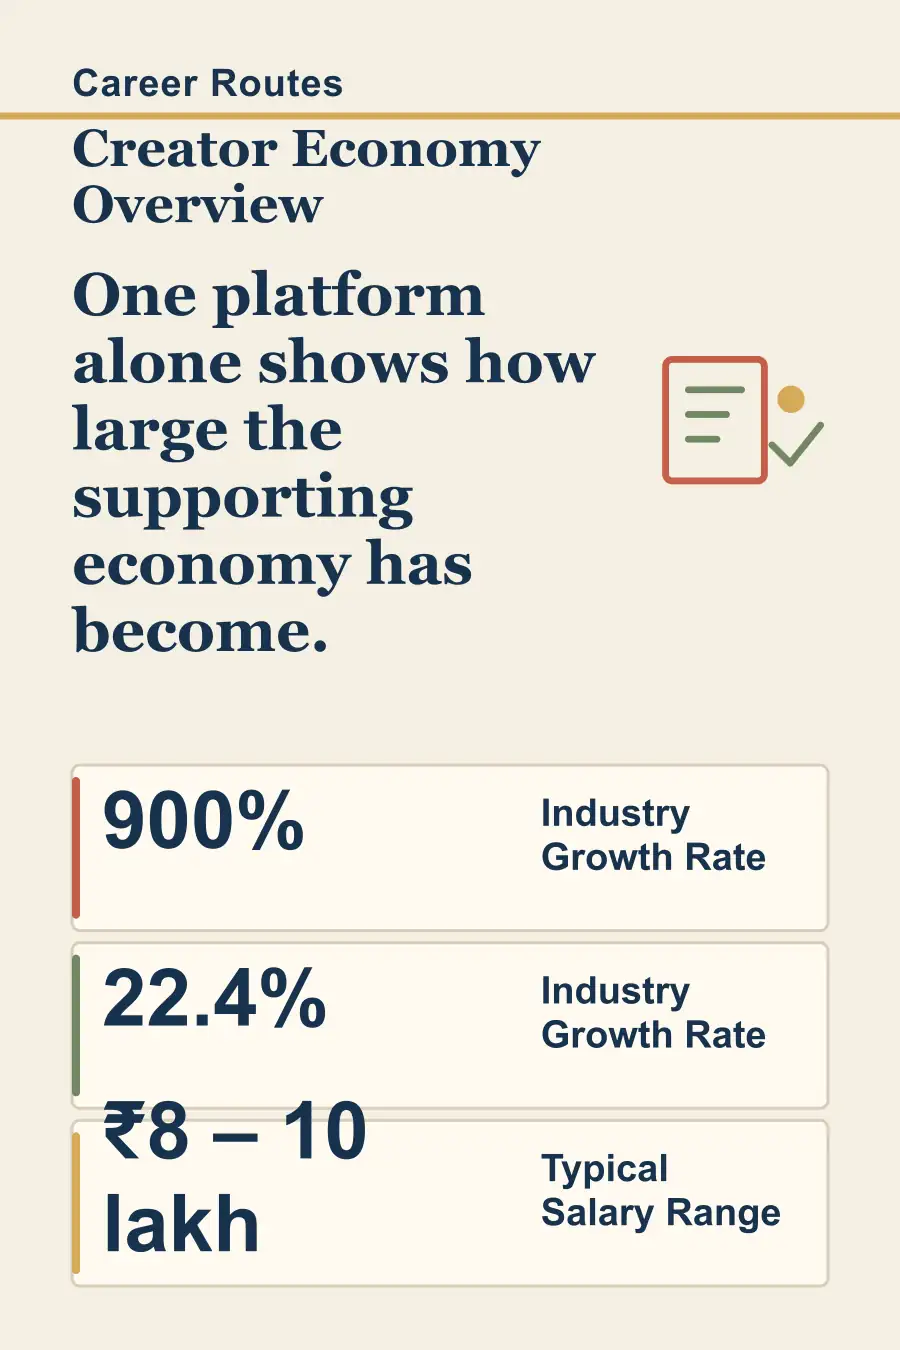 Career Routes
Creator Economy
Overview
One platform
alone shows how
large the
supporting
economy has
become.
900%
Industry
Growth Rate
22.4%
Industry
Growth Rate
₹8 – 10
lakh
Typical
Salary Range